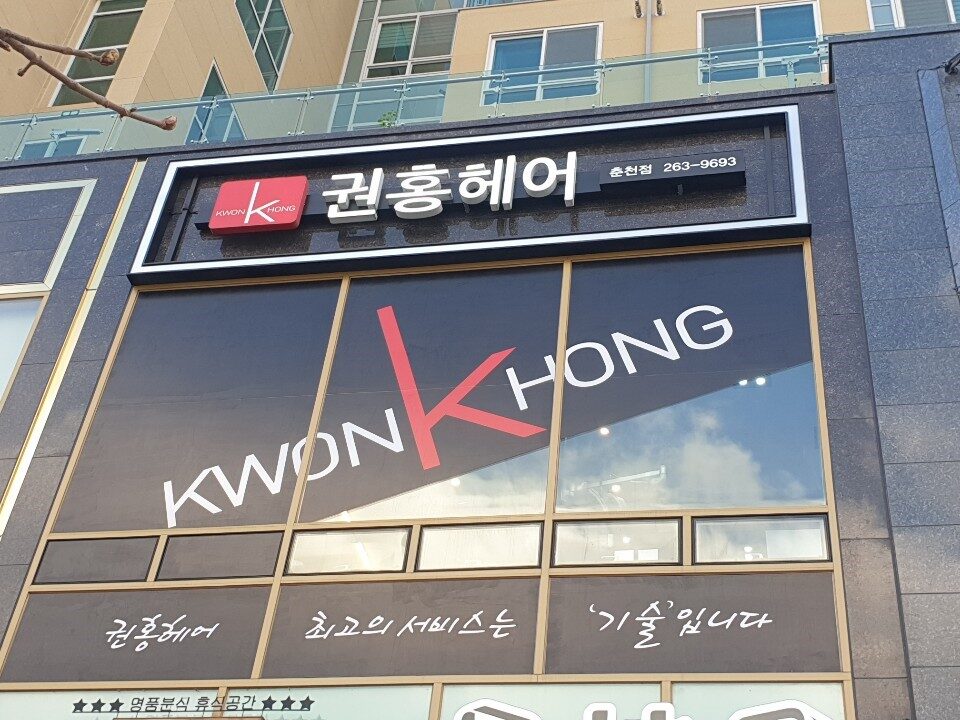 KWON K HONG 권홍헤어 춘천점 263-9693
KWON K HONG
권홍헤어 최고의 서비스는 '기술'입니다
★★★ 명품분식 휴식공간 ★★★